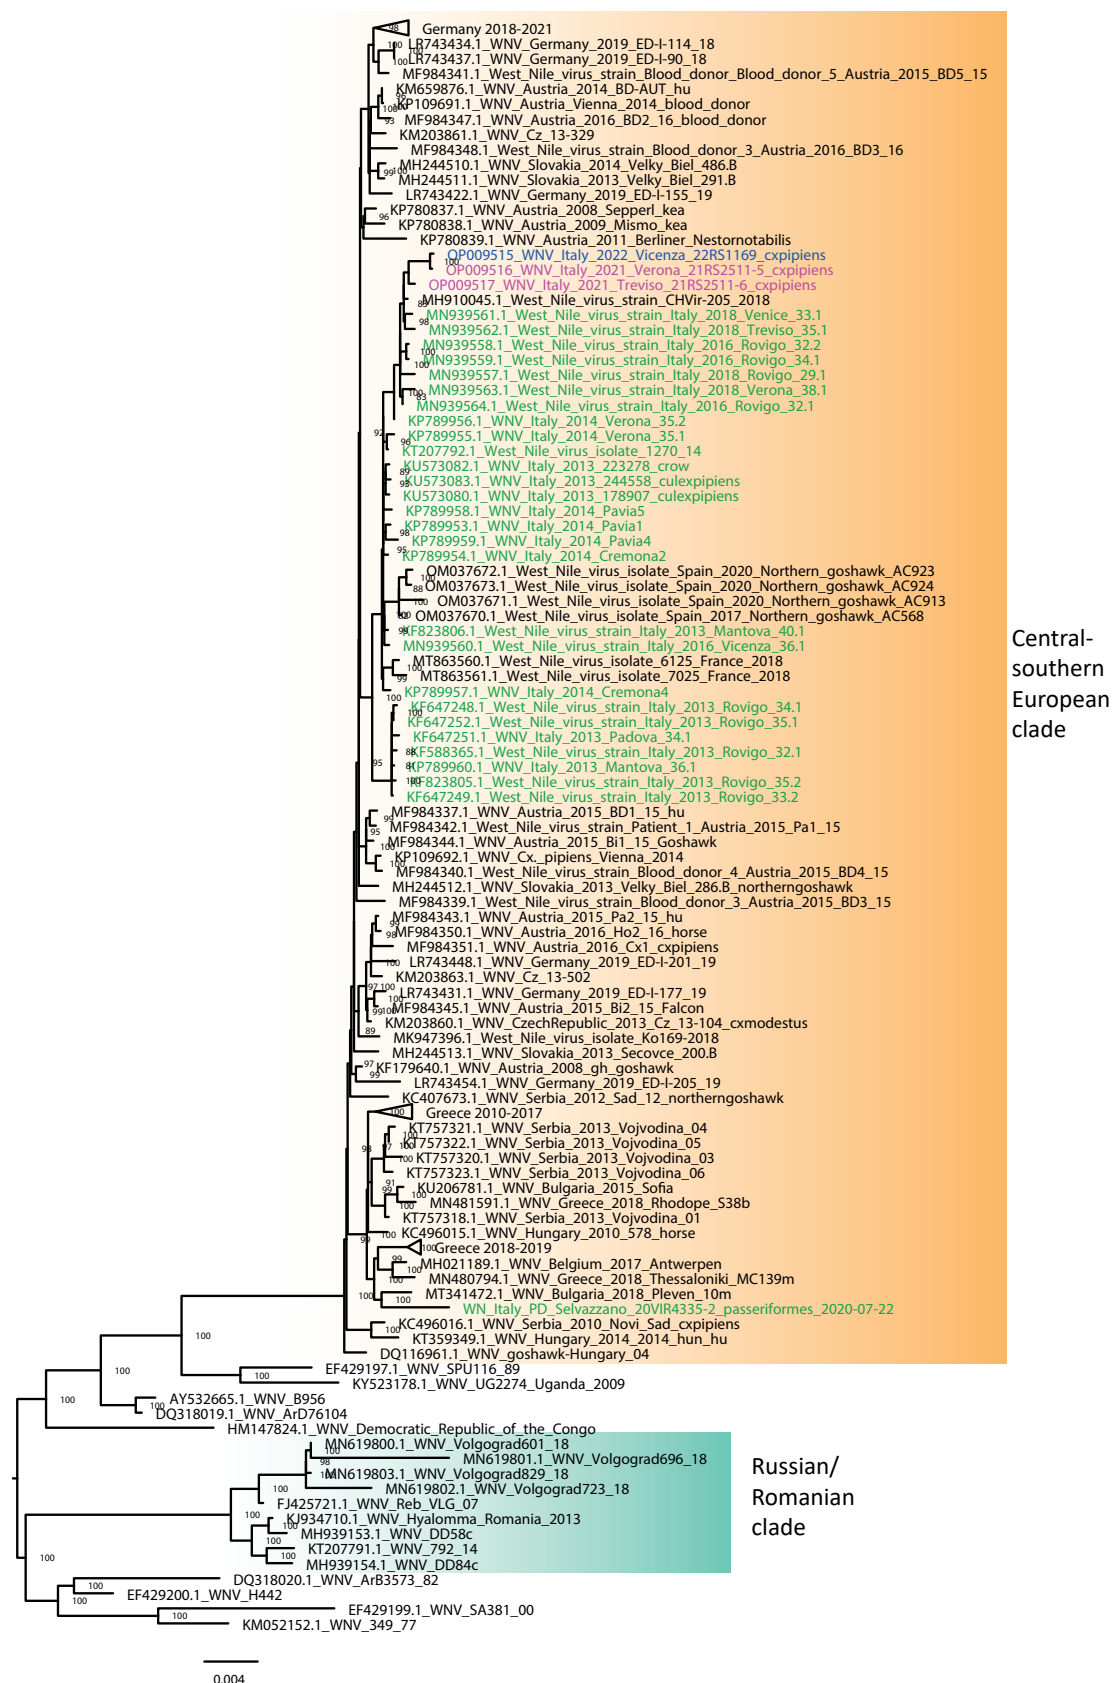 Germany 2018-2021
LR743434.1_WNV_Germany_2019_ED-I-114_18
LR743437.1_WNV_Germany_2019_ED-I-90_18
MF984341.1_West_Nile_virus_strain_Blood_donor_Blood_donor_5_Austria_2015_BD5_15
KM659876.1_WNV_Austria_2014_BD-AUT_hu
KP109691.1_WNV_Austria_Vienna_2014_blood_donor
MF984347.1_WNV_Austria_2016_BD2_16_blood_donor
KM203861.1_WNV_Cz_13-329
MF984348.1_West_Nile_virus_strain_Blood_donor_3_Austria_2016_BD3_16
MH244510.1_WNV_Slovakia_2014_Velky_Biel_486.B
MH244511.1_WNV_Slovakia_2013_Velky_Biel_291.B
LR743422.1_WNV_Germany_2019_ED-I-155_19
KP780837.1_WNV_Austria_2008_Sepperl_kea
KP780838.1_WNV_Austria_2009_Mismo_kea
KP780839.1_WNV_Austria_2011_Berliner_Nestornotabilis
OP009515_WNV_Italy_2022_Vicenza_22RS1169_cxpipiens
OP009516_WNV_Italy_2021_Verona_21RS2511-5_cxpipiens
OP009517_WNV_Italy_2021_Treviso_21RS2511-6_cxpipiens
MH910045.1_West_Nile_virus_strain_CHVir-205_2018
MN939561.1_West_Nile_virus_strain_Italy_2018_Venice_33.1
MN939562.1_West_Nile_virus_strain_Italy_2018_Treviso_35.1
MN939558.1_West_Nile_virus_strain_Italy_2016_Rovigo_32.2
MN939559.1_West_Nile_virus_strain_Italy_2016_Rovigo_34.1
MN939557.1_West_Nile_virus_strain_Italy_2018_Rovigo_29.1
MN939563.1_West_Nile_virus_strain_Italy_2018_Verona_38.1
MN939564.1_West_Nile_virus_strain_Italy_2016_Rovigo_32.1
KP789956.1_WNV_Italy_2014_Verona_35.2
KP789955.1_WNV_Italy_2014_Verona_35.1
KT207792.1_West_Nile_virus_isolate_1270_14
KU573082.1_WNV_Italy_2013_223278_crow
KU573083.1_WNV_Italy_2013_244558_culexpipiens
KU573080.1_WNV_Italy_2013_178907_culexpipiens
KP789958.1_WNV_Italy_2014_Pavia5
KP789953.1_WNV_Italy_2014_Pavia1
KP789959.1_WNV_Italy_2014_Pavia4
KP789954.1_WNV_Italy_2014_Cremona2
OM037672.1_West_Nile_virus_isolate_Spain_2020_Northern_goshawk_AC923
OM037673.1_West_Nile_virus_isolate_Spain_2020_Northern_goshawk_AC924
OM037671.1_West_Nile_virus_isolate_Spain_2020_Northern_goshawk_AC913
OM037670.1_West_Nile_virus_isolate_Spain_2017_Northern_goshawk_AC568
KF823806.1_West_Nile_virus_strain_Italy_2013_Mantova_40.1
MN939560.1_West_Nile_virus_strain_Italy_2016_Vicenza_36.1
MT863560.1_West_Nile_virus_isolate_6125_France_2018
MT863561.1_West_Nile_virus_isolate_7025_France_2018
KP789957.1_WNV_Italy_2014_Cremona4
KF647248.1_West_Nile_virus_strain_Italy_2013_Rovigo_34.1
KF647252.1_West_Nile_virus_strain_Italy_2013_Rovigo_35.1
KF647251.1_WNV_Italy_2013_Padova_34.1
KF588365.1_West_Nile_virus_strain_Italy_2013_Rovigo_32.1
KP789960.1_WNV_Italy_2013_Mantova_36.1
KF823805.1_West_Nile_virus_strain_Italy_2013_Rovigo_35.2
KF647249.1_West_Nile_virus_strain_Italy_2013_Rovigo_33.2
MF984337.1_WNV_Austria_2015_BD1_15_hu
MF984342.1_West_Nile_virus_strain_Patient_1_Austria_2015_Pa1_15
MF984344.1_WNV_Austria_2015_Bi1_15_Goshawk
KP109692.1_WNV_Cx._pipiens_Vienna_2014
MF984340.1_West_Nile_virus_strain_Blood_donor_4_Austria_2015_BD4_15
MH244512.1_WNV_Slovakia_2013_Velky_Biel_286.B_northerngoshawk
MF984339.1_West_Nile_virus_strain_Blood_donor_3_Austria_2015_BD3_15
MF984343.1_WNV_Austria_2015_Pa2_15_hu
MF984350.1_WNV_Austria_2016_Ho2_16_horse
MF984351.1_WNV_Austria_2016_Cx1_cxpipiens
LR743448.1_WNV_Germany_2019_ED-I-201_19
KM203863.1_WNV_Cz_13-502
LR743431.1_WNV_Germany_2019_ED-I-177_19
MF984345.1_WNV_Austria_2015_Bi2_15_Falcon
KM203860.1_WNV_CzechRepublic_2013_Cz_13-104_cxmodestus
MK947396.1_West_Nile_virus_isolate_Ko169-2018
MH244513.1_WNV_Slovakia_2013_Secovce_200.B
KF179640.1_WNV_Austria_2008_gh_goshawk
LR743454.1_WNV_Germany_2019_ED-I-205_19
KC407673.1_WNV_Serbia_2012_Sad_12_northerngoshawk
Greece 2010-2017
KT757321.1_WNV_Serbia_2013_Vojvodina_04
KT757322.1_WNV_Serbia_2013_Vojvodina_05
KT757320.1_WNV_Serbia_2013_Vojvodina_03
KT757323.1_WNV_Serbia_2013_Vojvodina_06
KU206781.1_WNV_Bulgaria_2015_Sofia
MN481591.1_WNV_Greece_2018_Rhodope_S38b
KT757318.1_WNV_Serbia_2013_Vojvodina_01
KC496015.1_WNV_Hungary_2010_578_horse
Greece 2018-2019
MH021189.1_WNV_Belgium_2017_Antwerpen
MN480794.1_WNV_Greece_2018_Thessaloniki_MC139m
MT341472.1_WNV_Bulgaria_2018_Pleven_10m
WN_Italy_PD_Selvazzano_20VIR4335-2_passeriformes_2020-07-22
KC496016.1_WNV_Serbia_2010_Novi_Sad_cxpipiens
KT359349.1_WNV_Hungary_2014_2014_hun_hu
DQ116961.1_WNV_goshawk-Hungary_04
Central-
southern
European
clade
EF429197.1_WNV_SPU116_89
KY523178.1_WNV_UG2274_Uganda_2009
AY532665.1_WNV_B956
DQ318019.1_WNV_ArD76104
HM147824.1_WNV_Democratic_Republic_of_the_Congo
MN619800.1_WNV_Volgograd601_18
MN619801.1_WNV_Volgograd696_18
MN619803.1_WNV_Volgograd829_18
MN619802.1_WNV_Volgograd723_18
FJ425721.1_WNV_Reb_VLG_07
KJ934710.1_WNV_Hyalomma_Romania_2013
MH939153.1_WNV_DD58c
KT207791.1_WNV_792_14
MH939154.1_WNV_DD84c
Russian/
Romanian
clade
DQ318020.1_WNV_ArB3573_82
EF429200.1_WNV_H442
EF429199.1_WNV_SA381_00
KM052152.1_WNV_349_77
0.004